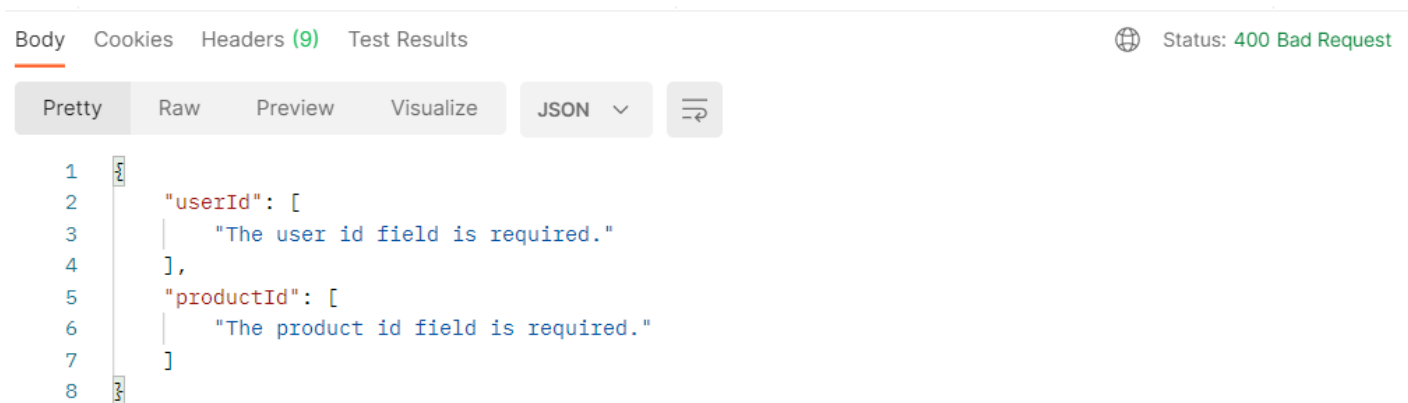 Body Cookies Headers (9) Test Results Status: 400 Bad Request
Pretty Raw Preview Visualize JSON
1 {
2 "userId": [
3 "The user id field is required."
4 ],
5 "productId": [
6 "The product id field is required."
7 ]
8 }